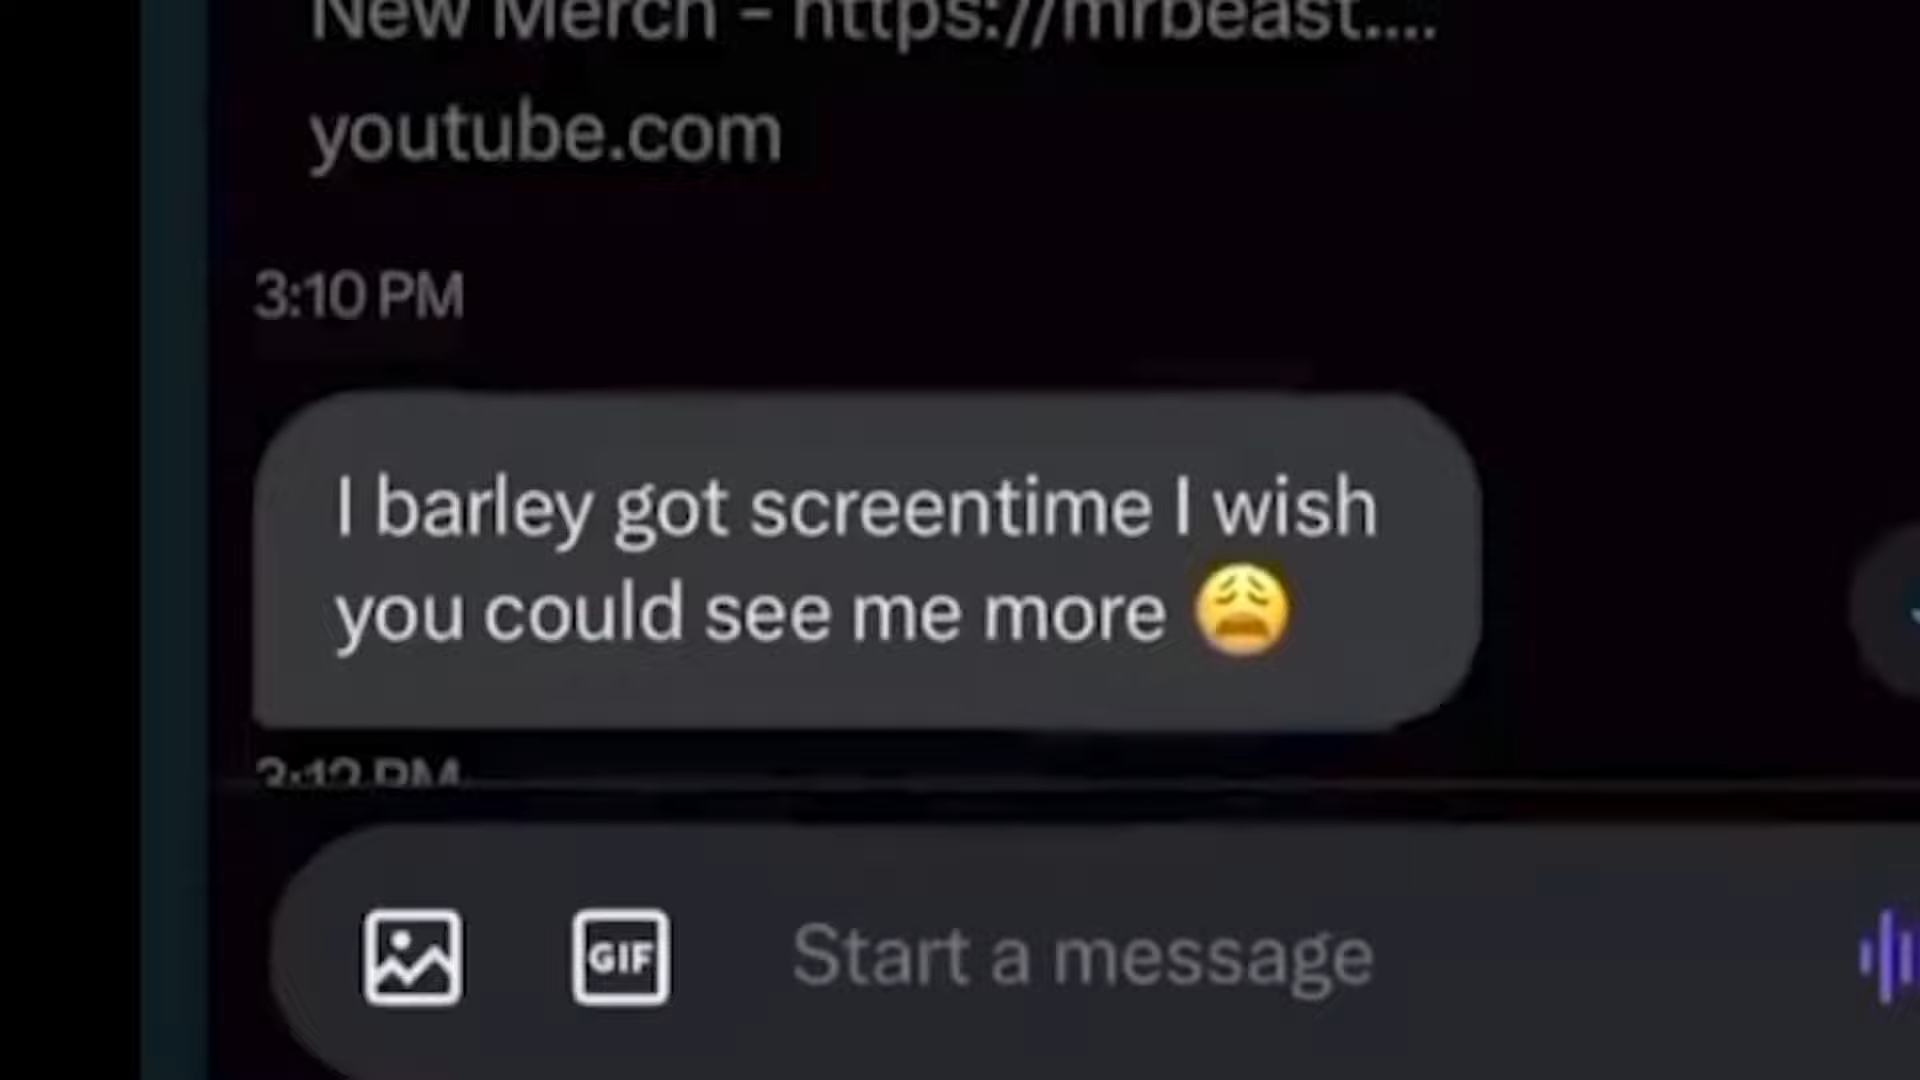 New Merch - https://mrbeast....
youtube.com
3:10 PM
I barley got screentime I wish
you could see me more 😩
3:12 PM
GIF
Start a message